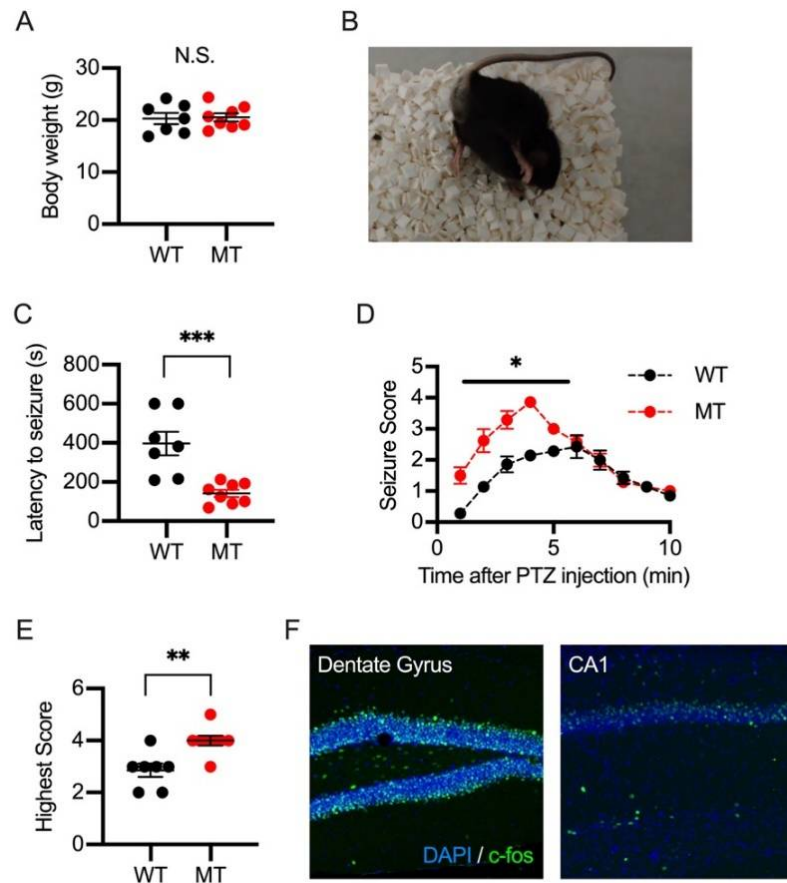 A
N.S.
Body weight (g)
30
20
10
0
WT MT
B
C
***
Latency to seizure (s)
800
600
400
200
0
WT MT
D
*
Seizure Score
5
4
3
2
1
0
0 5 10
Time after PTZ injection (min)
WT
MT
E
**
Highest Score
6
4
2
0
WT MT
F
Dentate Gyrus
DAPI / c-fos
CA1